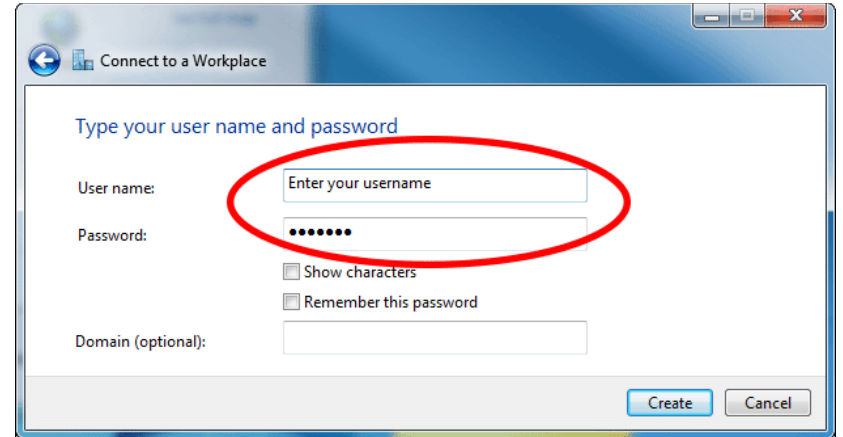 Connect to a Workplace
Type your user name and password
User name:
Enter your username
Password:
●●●●●●●
Show characters
Remember this password
Domain (optional):
Create
Cancel